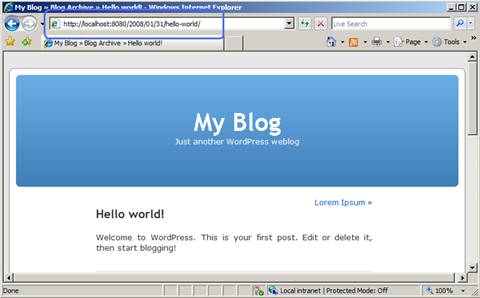 My Blog » Blog Archive » Hello world! - Windows Internet Explorer
http://localhost:8080/2008/01/31/hello-world/
Live Search
My Blog » Blog Archive » Hello world!
Page
Tools
My Blog
Just another WordPress weblog
Lorem Ipsum »
Hello world!
Welcome to WordPress. This is your first post. Edit or delete it,
then start blogging!
Done
Local intranet | Protected Mode: Off
100%